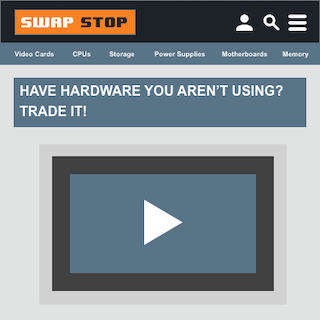 SWAP STOP
Video Cards CPUs Storage Power Supplies Motherboards Memory
HAVE HARDWARE YOU AREN'T USING?
TRADE IT!